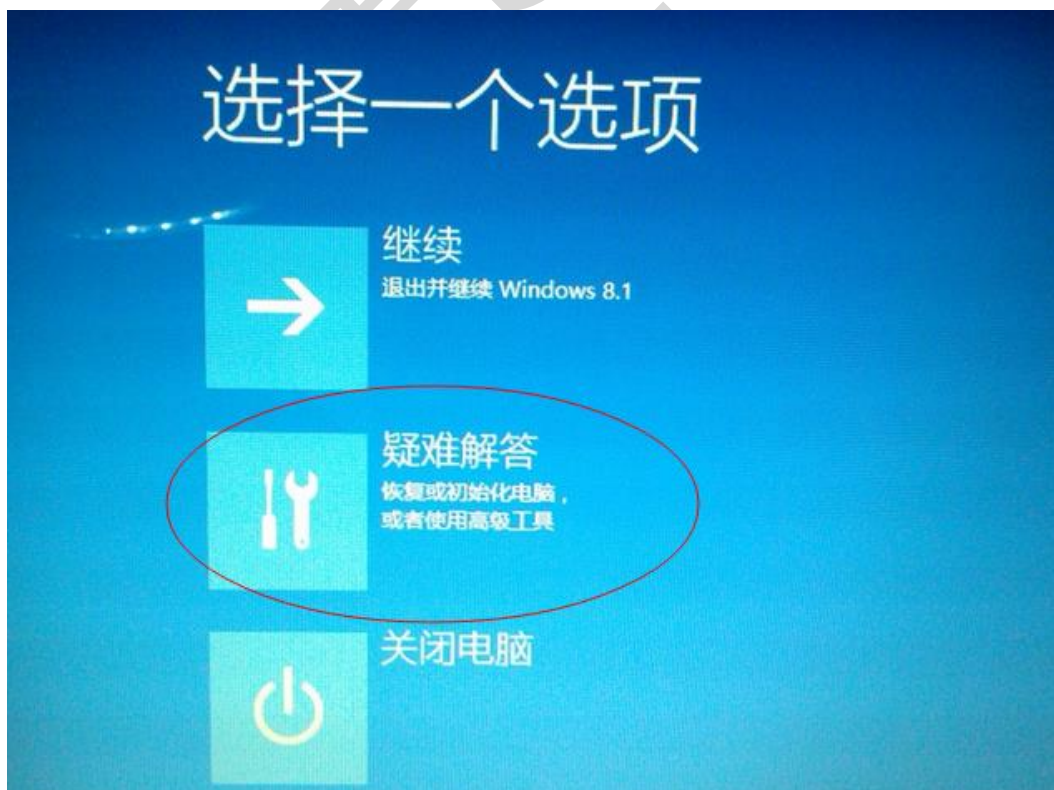 选择一个选项
继续
退出并继续 Windows 8.1
疑难解答
恢复或初始化电脑，
或者使用高级工具
关闭电脑